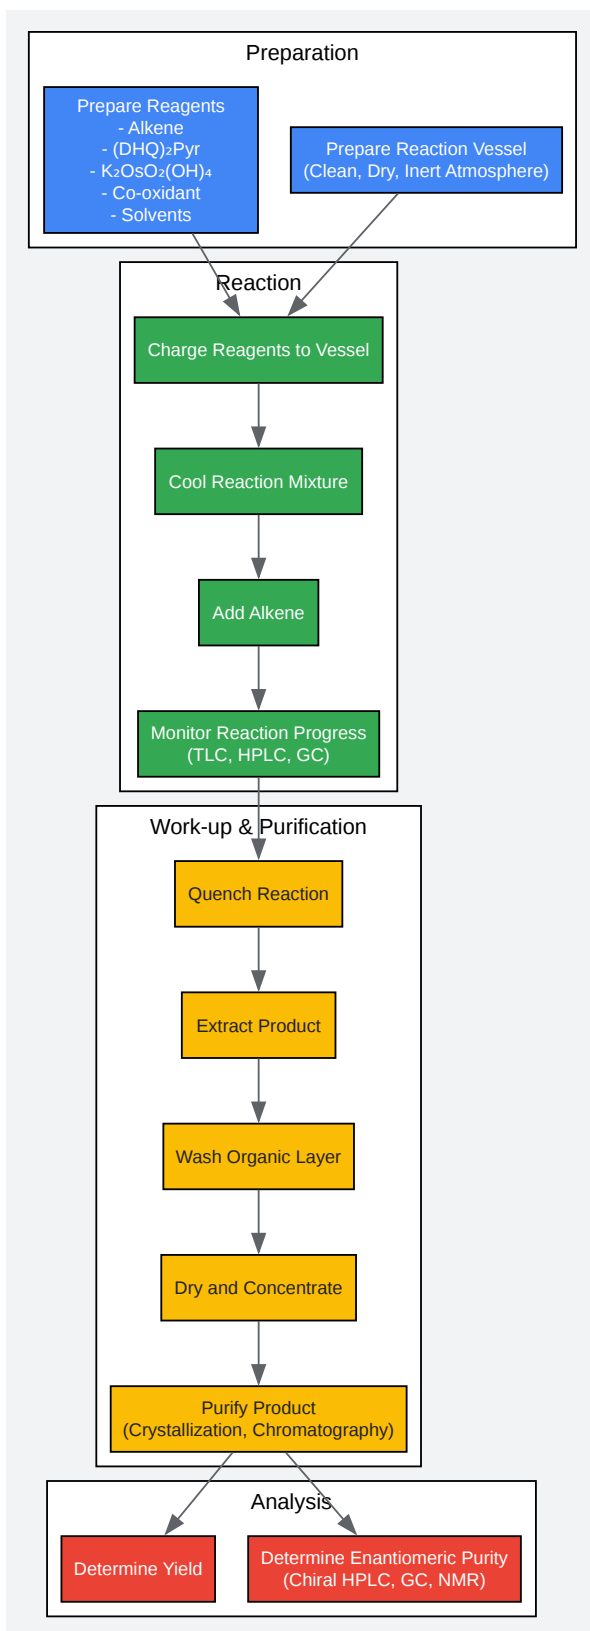 Preparation
Prepare Reagents
- Alkene
- (DHQ)₂Pyr
- K₂OsO₂(OH)₄
- Co-oxidant
- Solvents
Prepare Reaction Vessel
(Clean, Dry, Inert Atmosphere)
Reaction
Charge Reagents to Vessel
Cool Reaction Mixture
Add Alkene
Monitor Reaction Progress
(TLC, HPLC, GC)
Work-up & Purification
Quench Reaction
Extract Product
Wash Organic Layer
Dry and Concentrate
Purify Product
(Crystallization, Chromatography)
Analysis
Determine Yield
Determine Enantiomeric Purity
(Chiral HPLC, GC, NMR)